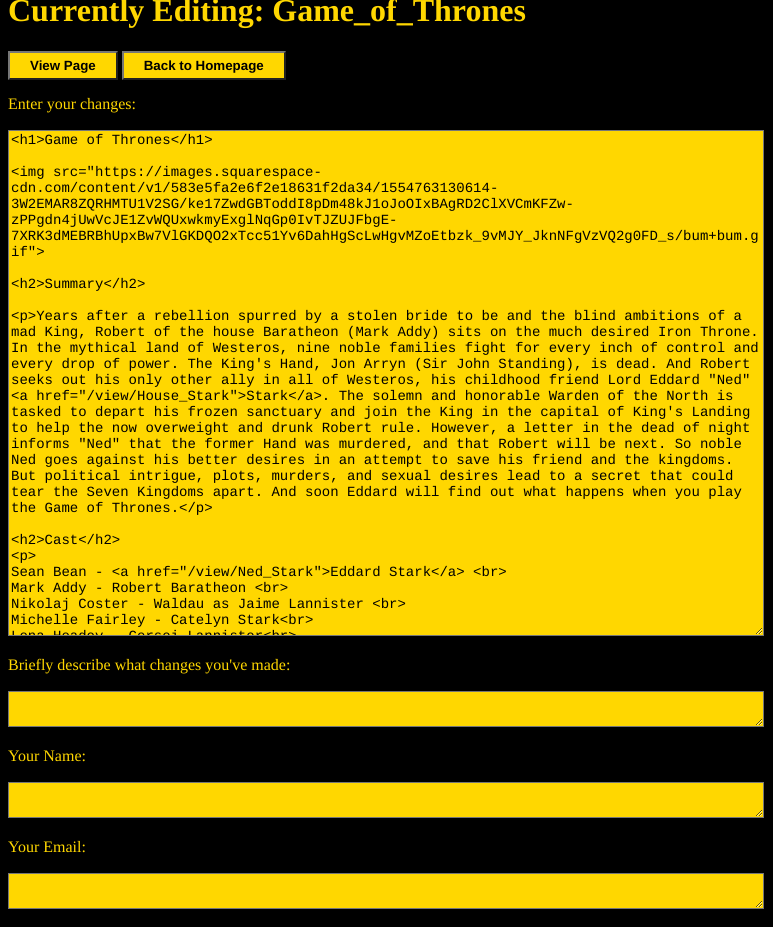 Currently Editing: Game_of_Thrones
View Page Back to Homepage
Enter your changes:
<h1>Game of Thrones</h1>
<img src="https://images.squarespace-
cdn.com/content/v1/583e5fa2e6f2e18631f2da34/1554763130614-
3W2EMAR8ZQRHMTU1V2SG/ke17ZwdGBToddI8pDm48kJ1oJoOIxBAgRD2ClXVCmKFZw-
zPPgdn4jUwVcJE1ZvWQUxwkmyExglNqGp0IvTJZUJFbgE-
7XRK3dMEBRBhUpxBw7VlGKDQO2xTcc51Yv6DahHgScLwHgvMZoEtbzk_9vMJY_JknNFgVzVQ2g0FD_s/bum+bum.g
if">
<h2>Summary</h2>
<p>Years after a rebellion spurred by a stolen bride to be and the blind ambitions of a
mad King, Robert of the house Baratheon (Mark Addy) sits on the much desired Iron Throne.
In the mythical land of Westeros, nine noble families fight for every inch of control and
every drop of power. The King's Hand, Jon Arryn (Sir John Standing), is dead. And Robert
seeks out his only other ally in all of Westeros, his childhood friend Lord Eddard "Ned"
<a href="/view/House_Stark">Stark</a>. The solemn and honorable Warden of the North is
tasked to depart his frozen sanctuary and join the King in the capital of King's Landing
to help the now overweight and drunk Robert rule. However, a letter in the dead of night
informs "Ned" that the former Hand was murdered, and that Robert will be next. So noble
Ned goes against his better desires in an attempt to save his friend and the kingdoms.
But political intrigue, plots, murders, and sexual desires lead to a secret that could
tear the Seven Kingdoms apart. And soon Eddard will find out what happens when you play
the Game of Thrones.</p>
<h2>Cast</h2>
<p>
Sean Bean - <a href="/view/Ned_Stark">Eddard Stark</a> <br>
Mark Addy - Robert Baratheon <br>
Nikolaj Coster - Waldau as Jaime Lannister <br>
Michelle Fairley - Catelyn Stark<br>
Lena Headey - Cersei Lannister<br>
Briefly describe what changes you've made:
Your Name:
Your Email: